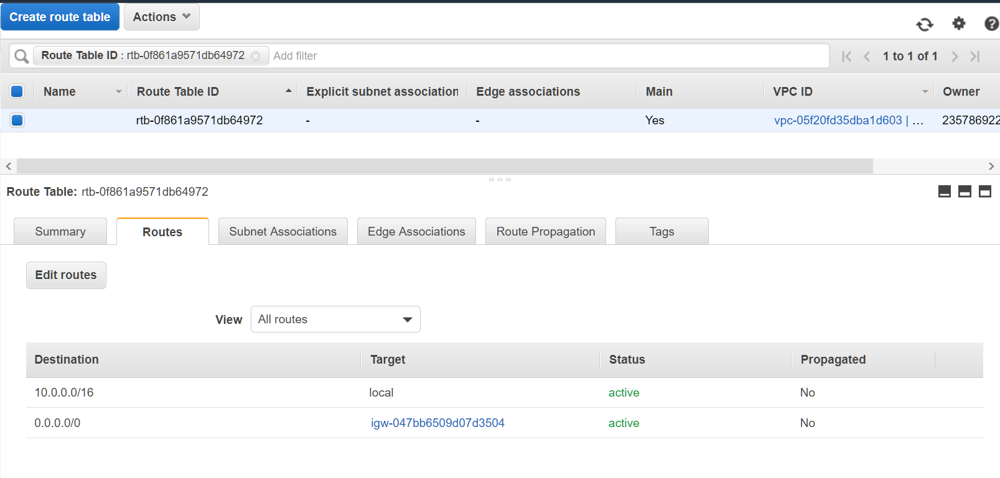 Create route table Actions
Route Table ID : rtb-0f861a9571db64972 Add filter 1 to 1 of 1
Name Route Table ID Explicit subnet association Edge associations Main VPC ID Owner
rtb-0f861a9571db64972 - - Yes vpc-05f20fd35dba1d603 | ... 235786922
Route Table: rtb-0f861a9571db64972
Summary Routes Subnet Associations Edge Associations Route Propagation Tags
Edit routes
View All routes
Destination Target Status Propagated
10.0.0.0/16 local active No
0.0.0.0/0 igw-047bb6509d07d3504 active No